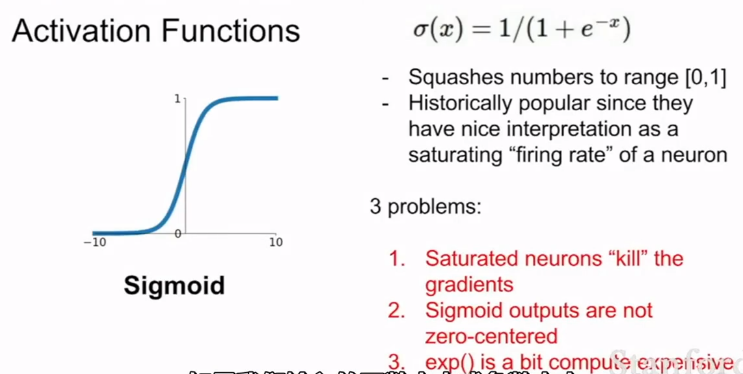 Activation Functions
σ(x) = 1/(1 + e⁻ˣ)
- Squashes numbers to range [0,1]
- Historically popular since they
have nice interpretation as a
saturating “firing rate” of a neuron
1
0
−10
10
Sigmoid
3 problems:
1. Saturated neurons “kill” the
gradients
2. Sigmoid outputs are not
zero-centered
3. exp() is a bit compute expensive